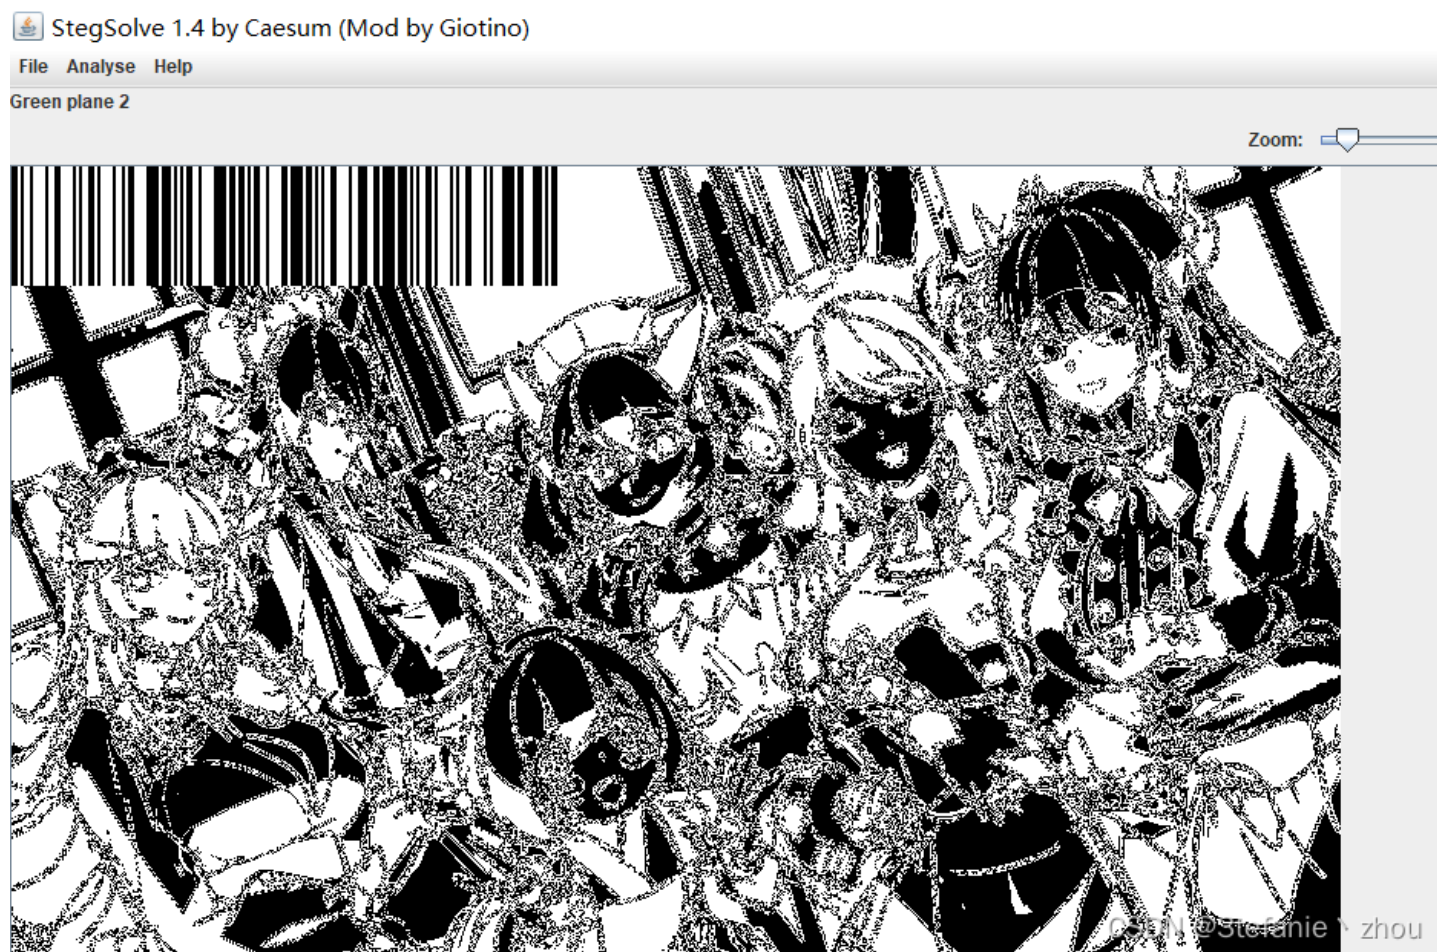 StegSolve 1.4 by Caesum (Mod by Giotino)
File Analyse Help
Green plane 2
Zoom:
CSDN @Stefanie丶zhou